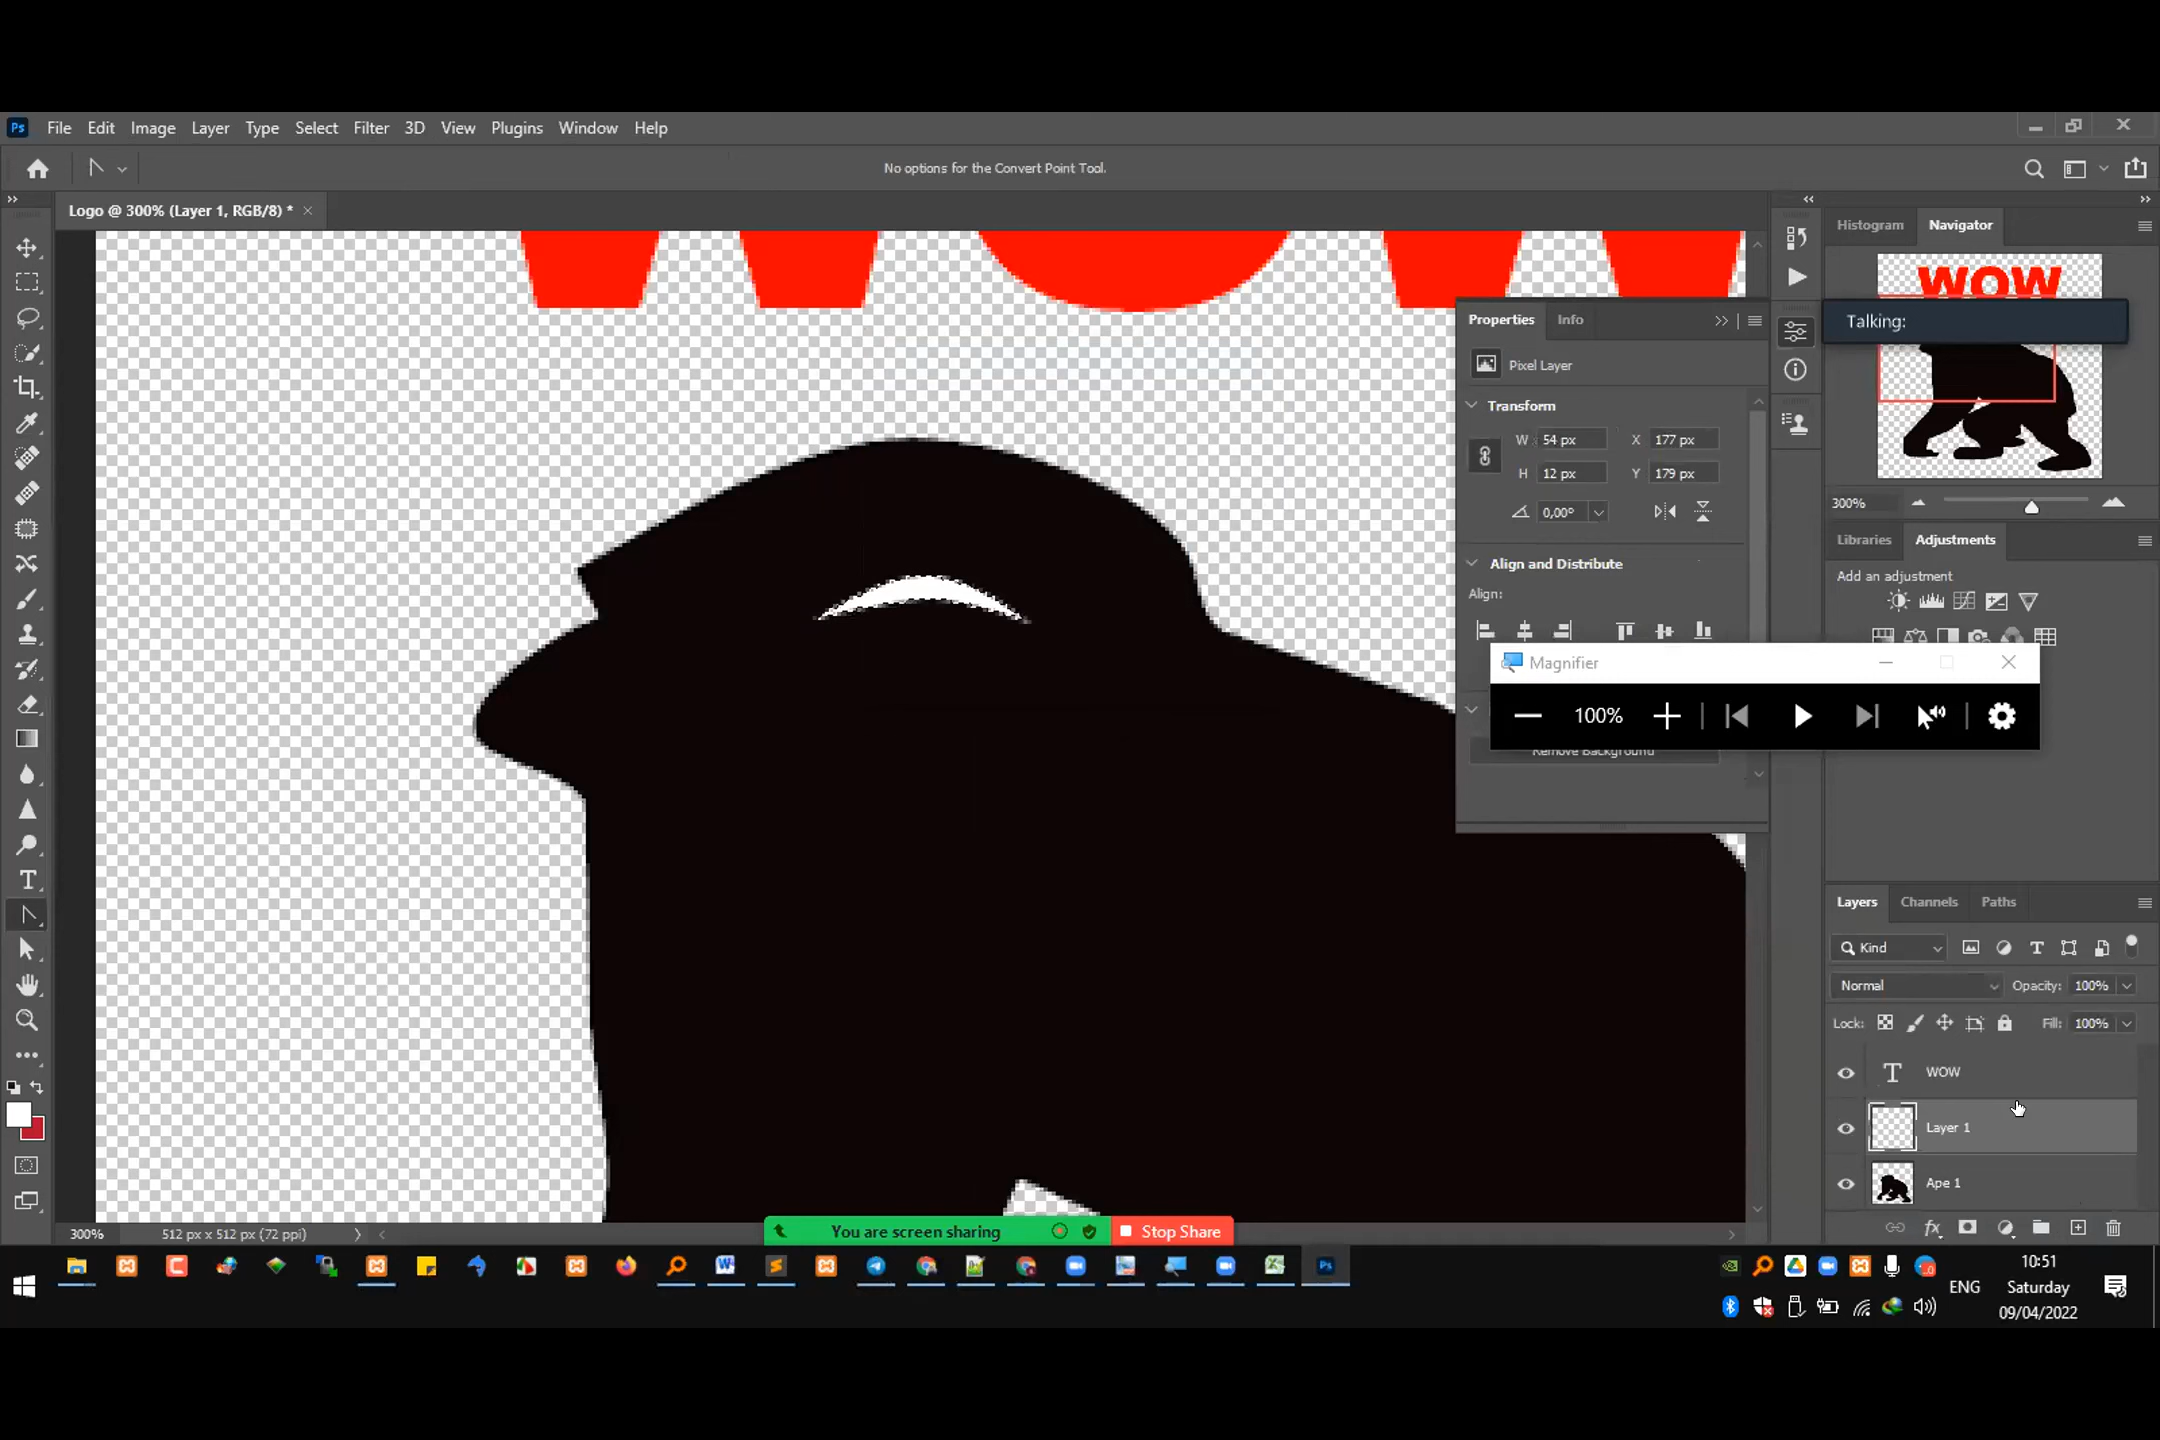 Ps File Edit Image Layer Type Select Filter 3D View Plugins Window Help
No options for the Convert Point Tool.
Logo @ 300% (Layer 1, RGB/8) *
Histogram Navigator
WOW
Talking:
Properties Info
Pixel Layer
Transform
W 54 px X 177 px
H 12 px Y 179 px
0,00°
300%
Libraries Adjustments
Add an adjustment
Align and Distribute
Align:
Magnifier
100%
Remove Background
Layers Channels Paths
Kind
Normal Opacity: 100%
Lock: Fill: 100%
WOW
Layer 1
Ape 1
300% 512 px x 512 px (72 ppi)
You are screen sharing Stop Share
ENG
10:51
Saturday
09/04/2022